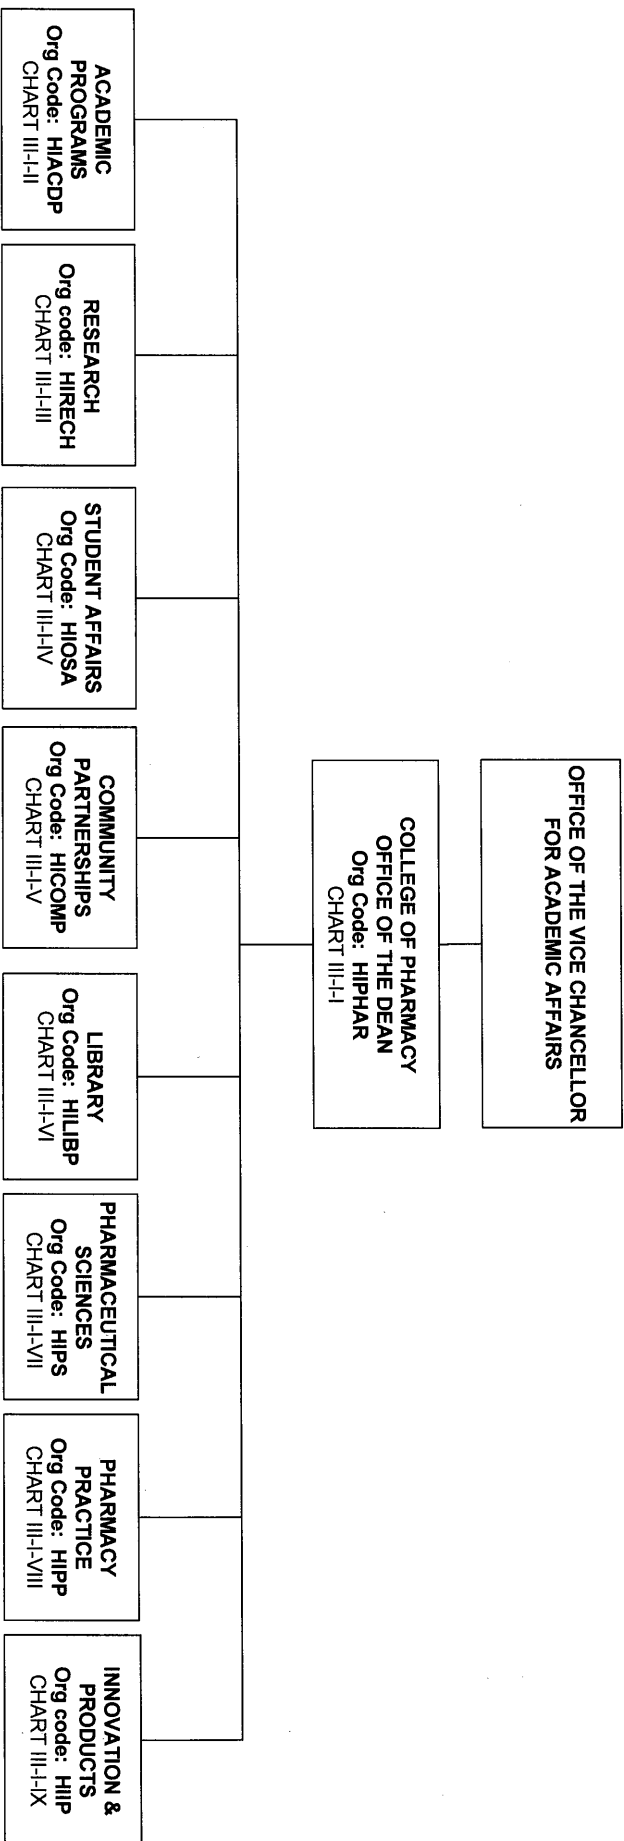 OFFICE OF THE VICE CHANCELLOR
FOR ACADEMIC AFFAIRS
COLLEGE OF PHARMACY
OFFICE OF THE DEAN
Org Code: HIPHAR
CHART III-I-I
ACADEMIC
PROGRAMS
Org Code: HIACDP
CHART III-I-II
RESEARCH
Org code: HIRECH
CHART III-I-III
STUDENT AFFAIRS
Org Code: HIOSA
CHART III-I-IV
COMMUNITY
PARTNERSHIPS
Org Code: HICOMP
CHART III-I-V
LIBRARY
Org Code: HILIBP
CHART III-I-VI
PHARMACEUTICAL
SCIENCES
Org Code: HIPS
CHART III-I-VII
PHARMACY
PRACTICE
Org Code: HIPP
CHART III-I-VIII
INNOVATION &
PRODUCTS
Org code: HIIP
CHART III-I-IX